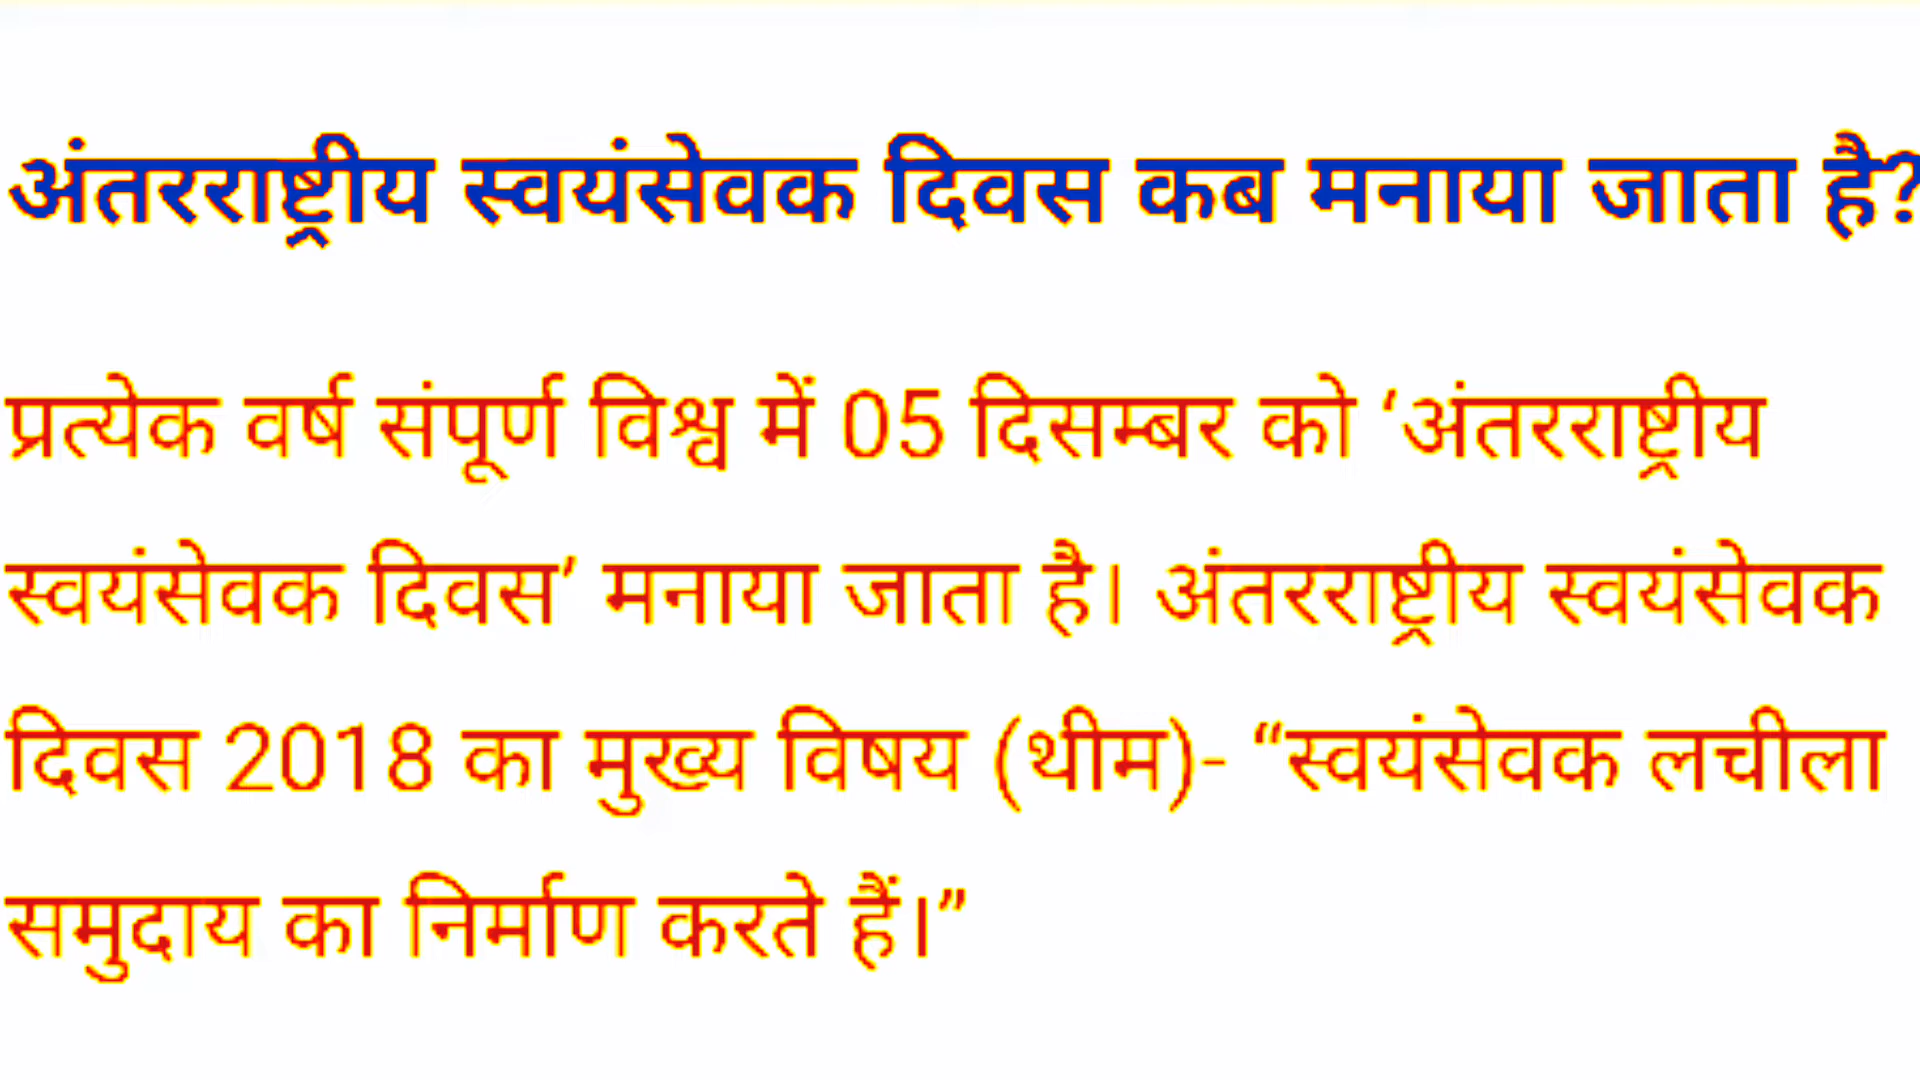 अंतरराष्ट्रीय स्वयंसेवक दिवस कब मनाया जाता है?
प्रत्येक वर्ष संपूर्ण विश्व में 05 दिसम्बर को ‘अंतरराष्ट्रीय
स्वयंसेवक दिवस’ मनाया जाता है। अंतरराष्ट्रीय स्वयंसेवक
दिवस 2018 का मुख्य विषय (थीम)- “स्वयंसेवक लचीला
समुदाय का निर्माण करते हैं।”